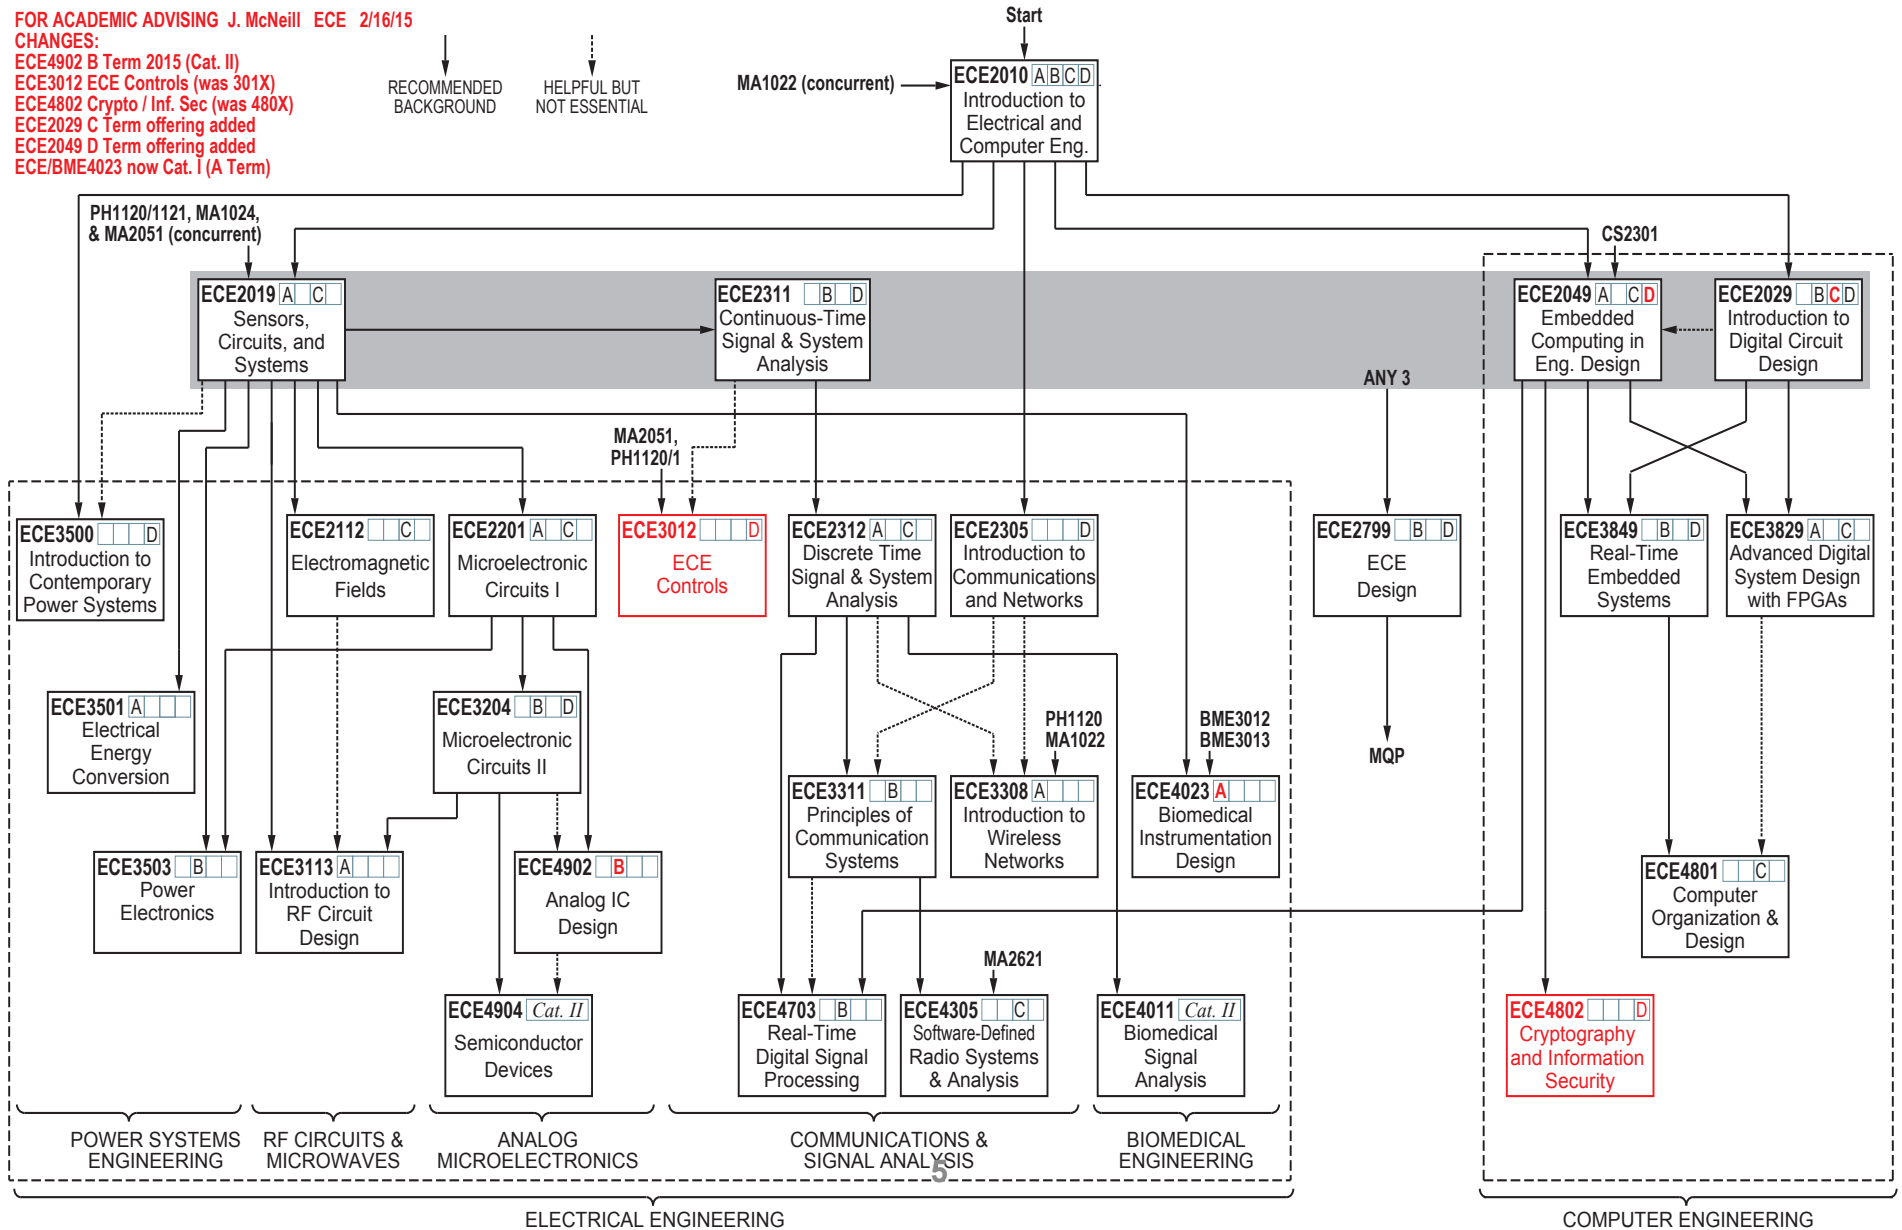 FOR ACADEMIC ADVISING J. McNeill ECE 2/16/15
CHANGES:
ECE4902 B Term 2015 (Cat. II)
ECE3012 ECE Controls (was 301X)
ECE4802 Crypto / Inf. Sec (was 480X)
ECE2029 C Term offering added
ECE2049 D Term offering added
ECE/BME4023 now Cat. I (A Term)
RECOMMENDED
BACKGROUND
HELPFUL BUT
NOT ESSENTIAL
Start
MA1022 (concurrent)
ECE2010 A B C D
Introduction to
Electrical and
Computer Eng.
PH1120/1121, MA1024,
& MA2051 (concurrent)
CS2301
ECE2019 A C
Sensors,
Circuits, and
Systems
ECE2311 B D
Continuous-Time
Signal & System
Analysis
ECE2049 A C D
Embedded
Computing in
Eng. Design
ECE2029 B C D
Introduction to
Digital Circuit
Design
ANY 3
MA2051,
PH1120/1
ECE3500 D
Introduction to
Contemporary
Power Systems
ECE2112 C
Electromagnetic
Fields
ECE2201 A C
Microelectronic
Circuits I
ECE3012 D
ECE
Controls
ECE2312 A C
Discrete Time
Signal & System
Analysis
ECE2305 D
Introduction to
Communications
and Networks
ECE2799 B D
ECE
Design
ECE3849 B D
Real-Time
Embedded
Systems
ECE3829 A C
Advanced Digital
System Design
with FPGAs
ECE3501 A
Electrical
Energy
Conversion
ECE3204 B D
Microelectronic
Circuits II
PH1120
MA1022
BME3012
BME3013
MQP
ECE3311 B
Principles of
Communication
Systems
ECE3308 A
Introduction to
Wireless
Networks
ECE4023 A
Biomedical
Instrumentation
Design
ECE3503 B
Power
Electronics
ECE3113 A
Introduction to
RF Circuit
Design
ECE4902 B
Analog IC
Design
ECE4801 C
Computer
Organization &
Design
MA2621
ECE4904 Cat. II
Semiconductor
Devices
ECE4703 B
Real-Time
Digital Signal
Processing
ECE4305 C
Software-Defined
Radio Systems
& Analysis
ECE4011 Cat. II
Biomedical
Signal
Analysis
ECE4802 D
Cryptography
and Information
Security
POWER SYSTEMS
ENGINEERING
RF CIRCUITS &
MICROWAVES
ANALOG
MICROELECTRONICS
COMMUNICATIONS &
SIGNAL ANALYSIS
BIOMEDICAL
ENGINEERING
5
ELECTRICAL ENGINEERING
COMPUTER ENGINEERING